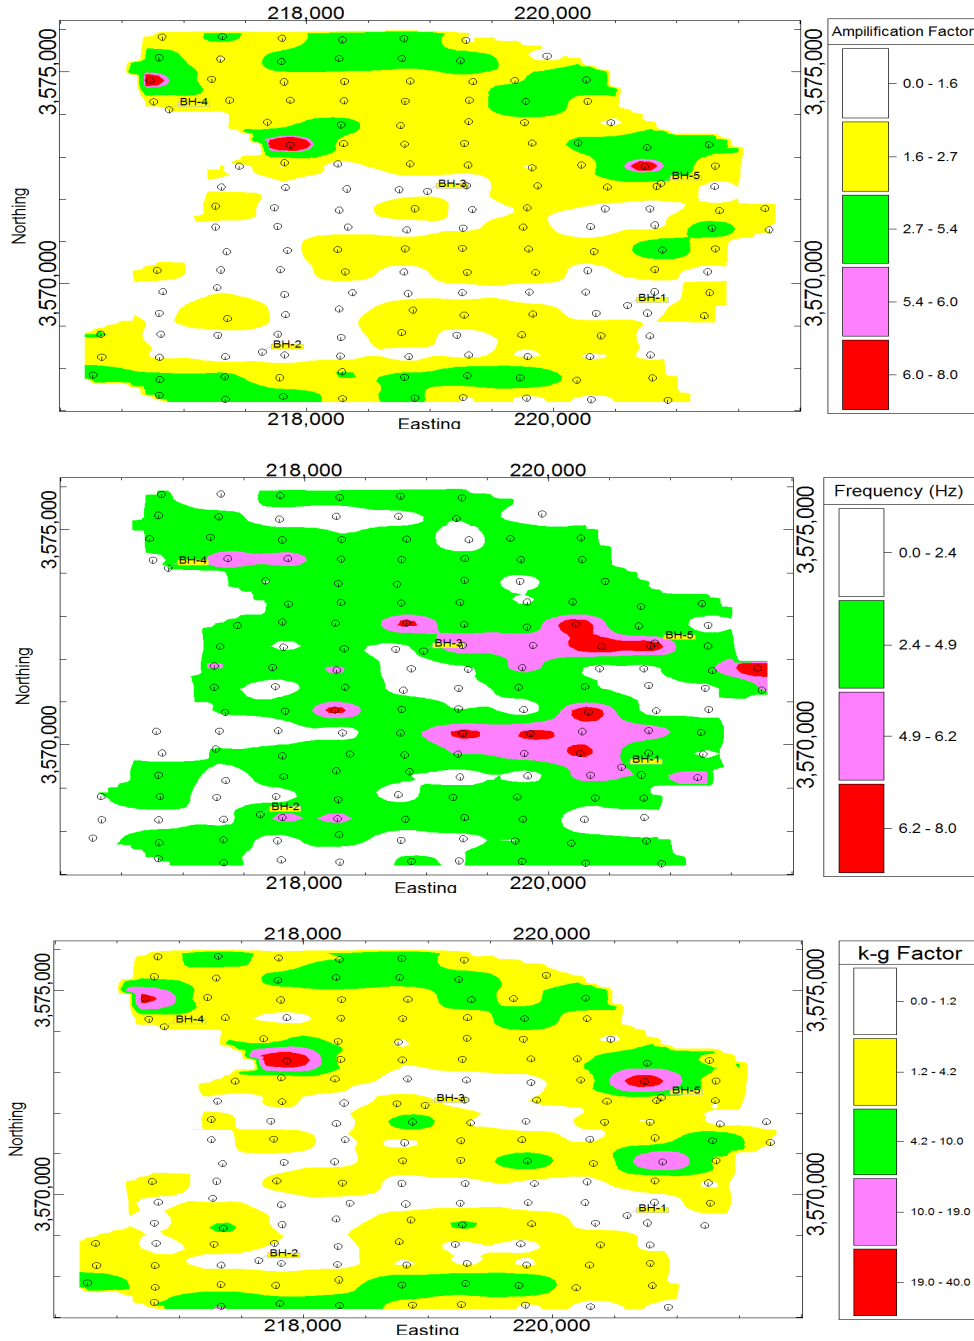 218,000
220,000
Ampilification Factor
0.0 - 1.6
1.6 - 2.7
2.7 - 5.4
5.4 - 6.0
6.0 - 8.0
3,575,000
3,575,000
BH-4
BH-3
BH-5
Northing
3,570,000
3,570,000
BH-1
BH-2
218,000
220,000
Easting
218,000
220,000
Frequency (Hz)
0.0 - 2.4
2.4 - 4.9
4.9 - 6.2
6.2 - 8.0
3,575,000
3,575,000
BH-4
BH-3
BH-5
Northing
3,570,000
3,570,000
BH-1
BH-2
218,000
220,000
Easting
218,000
220,000
k-g Factor
0.0 - 1.2
1.2 - 4.2
4.2 - 10.0
10.0 - 19.0
19.0 - 40.0
3,575,000
3,575,000
BH-4
BH-5
BH-3
Northing
3,570,000
3,570,000
BH-1
BH-2
218,000
220,000
Easting